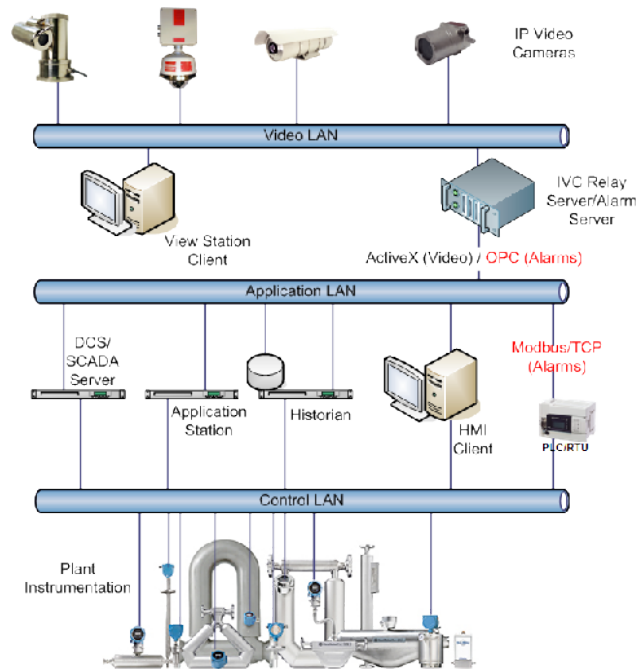 IP Video
Cameras
Video LAN
View Station
Client
IVC Relay
Server/Alarm
Server
ActiveX (Video) / OPC (Alarms)
Application LAN
DCS/
SCADA
Server
Application
Station
Historian
HMI
Client
Modbus/TCP
(Alarms)
PLC/RTU
Control LAN
Plant
Instrumentation